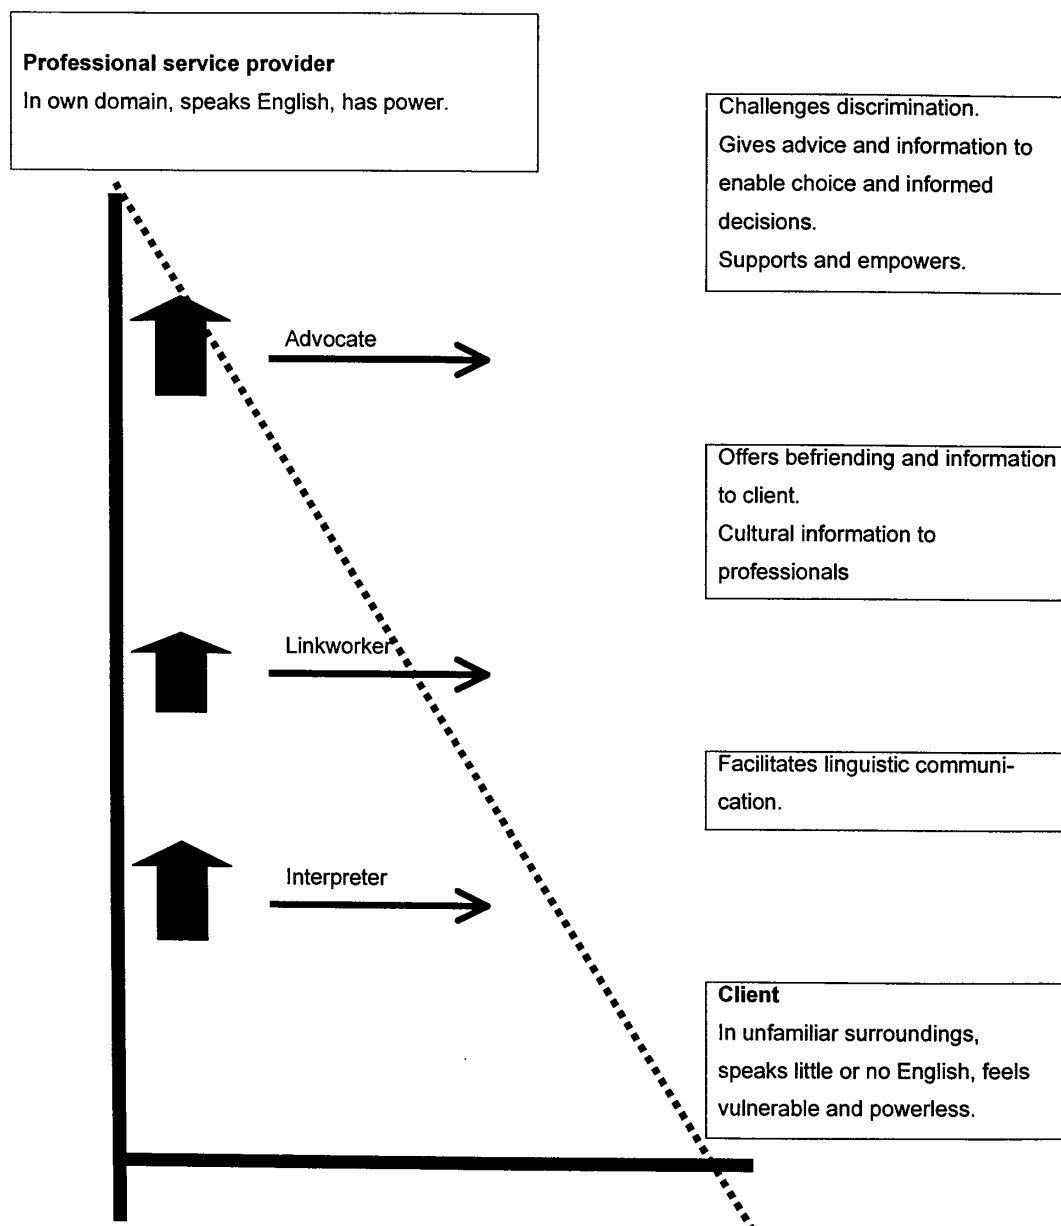 Professional service provider
In own domain, speaks English, has power.
Challenges discrimination.
Gives advice and information to
enable choice and informed
decisions.
Supports and empowers.
Advocate
Offers befriending and information
to client.
Cultural information to
professionals
Linkworker
Facilitates linguistic communi-
cation.
Interpreter
Client
In unfamiliar surroundings,
speaks little or no English, feels
vulnerable and powerless.